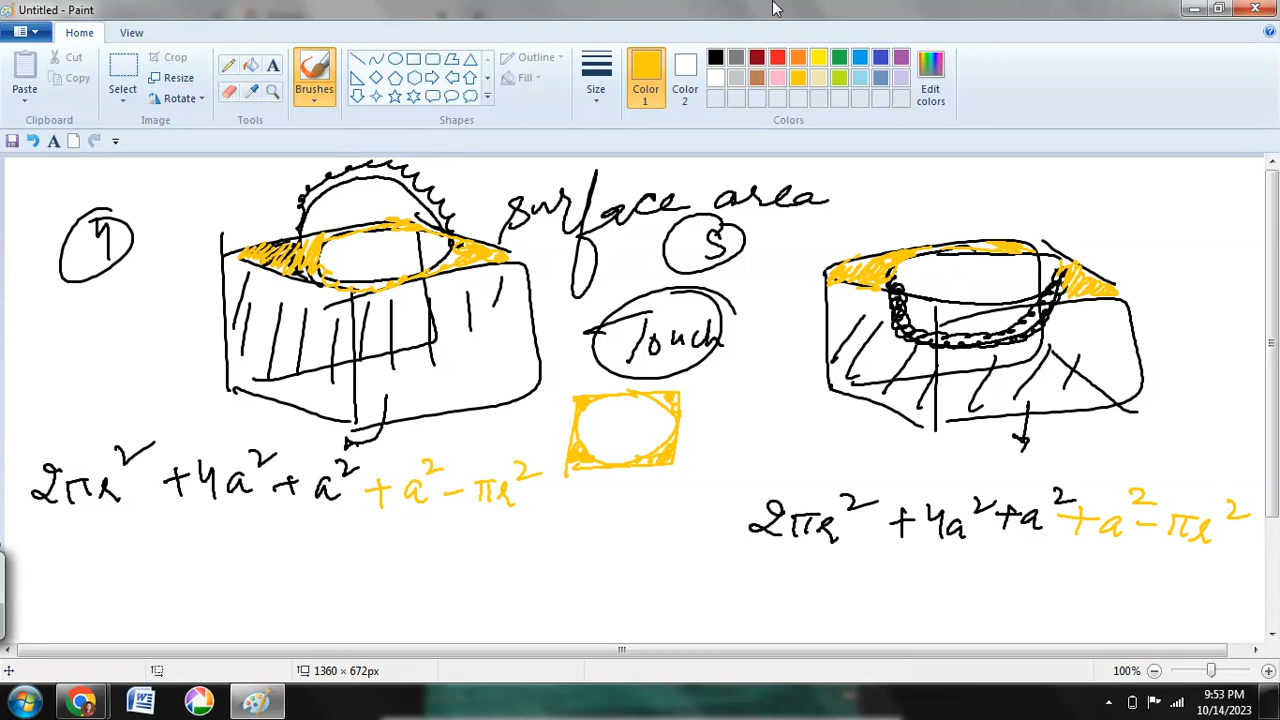 Untitled - Paint
Home View
Paste
Cut
Copy
Clipboard
Select
Crop
Resize
Rotate
Image
Tools
Brushes
Shapes
Outline
Fill
Size
Color 1
Color 2
Colors
Edit colors
surface area
4
5
Touch
2πr² + 4a² + a² + a² - πr²
2πr² + 4a² + a² + a² - πr²
1360 × 672px
100%
9:53 PM
10/14/2023